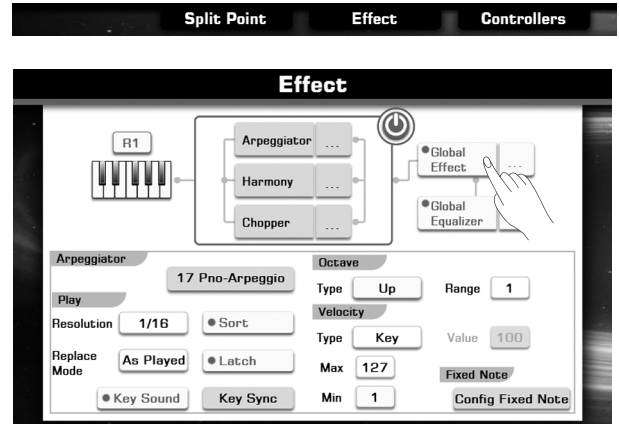 Split Point Effect Controllers
Effect
R1
Arpeggiator ...
Harmony ...
Chopper ...
Global
Effect ...
Global
Equalizer
Arpeggiator
17 Pno-Arpeggio
Play
Resolution 1/16 Sort
Replace
Mode As Played Latch
Key Sound Key Sync
Octave
Type Up Range 1
Velocity
Type Key Value 100
Max 127
Min 1
Fixed Note
Config Fixed Note